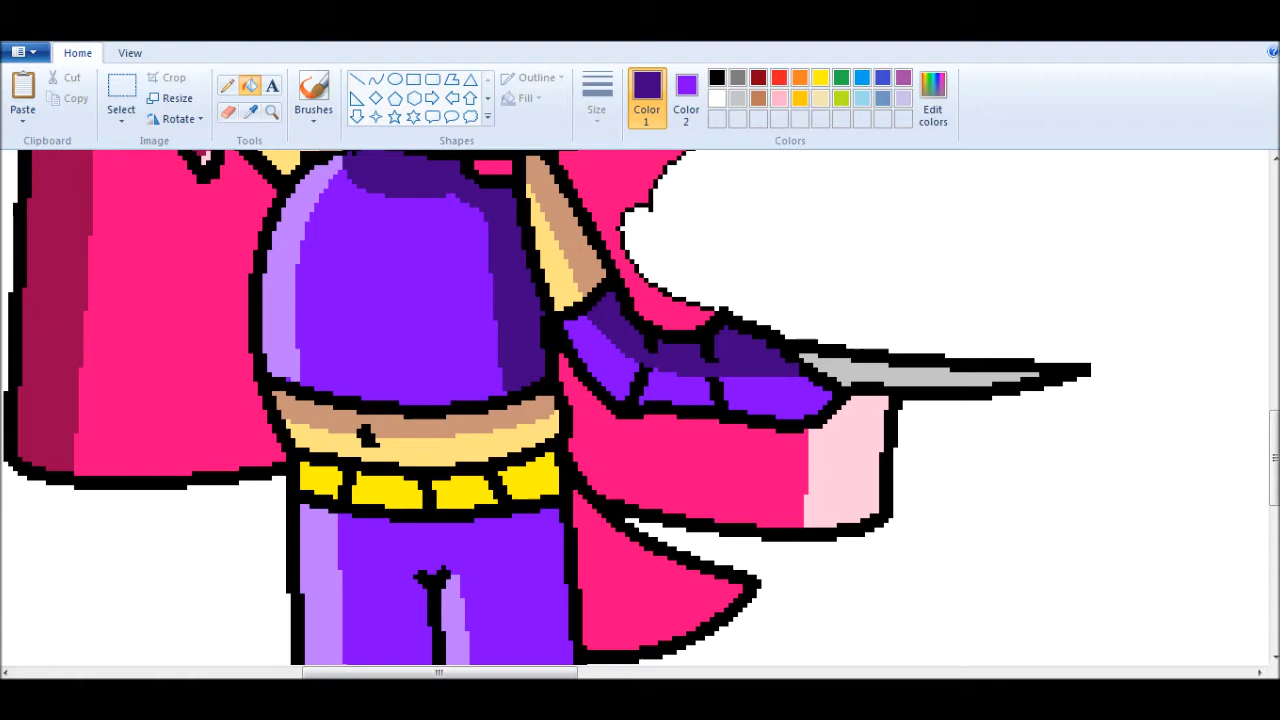 Home View
Paste Cut Copy
Clipboard
Select Crop Resize Rotate
Image
A
Tools
Brushes
Outline Fill
Shapes
Size
Color 1 Color 2
Edit colors
Colors